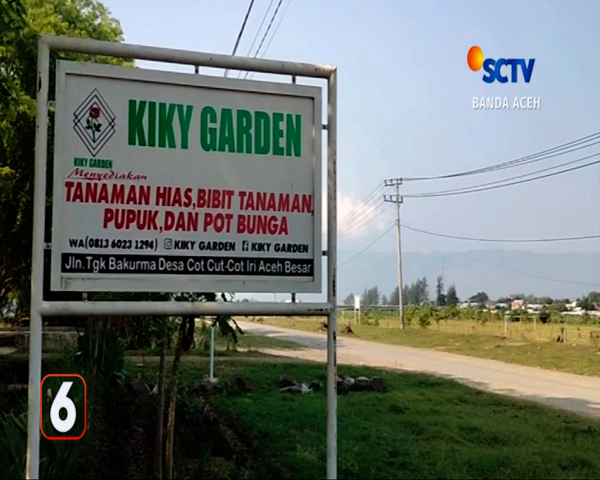 SCTV
BANDA ACEH
KIKY GARDEN
KIKY GARDEN
Menyediakan
TANAMAN HIAS,BIBIT TANAMAN,
PUPUK,DAN POT BUNGA
WA(0813 6023 1294) KIKY GARDEN KIKY GARDEN
Jln.Tgk Bakurma Desa Cot Cut-Cot Iri Aceh Besar
6